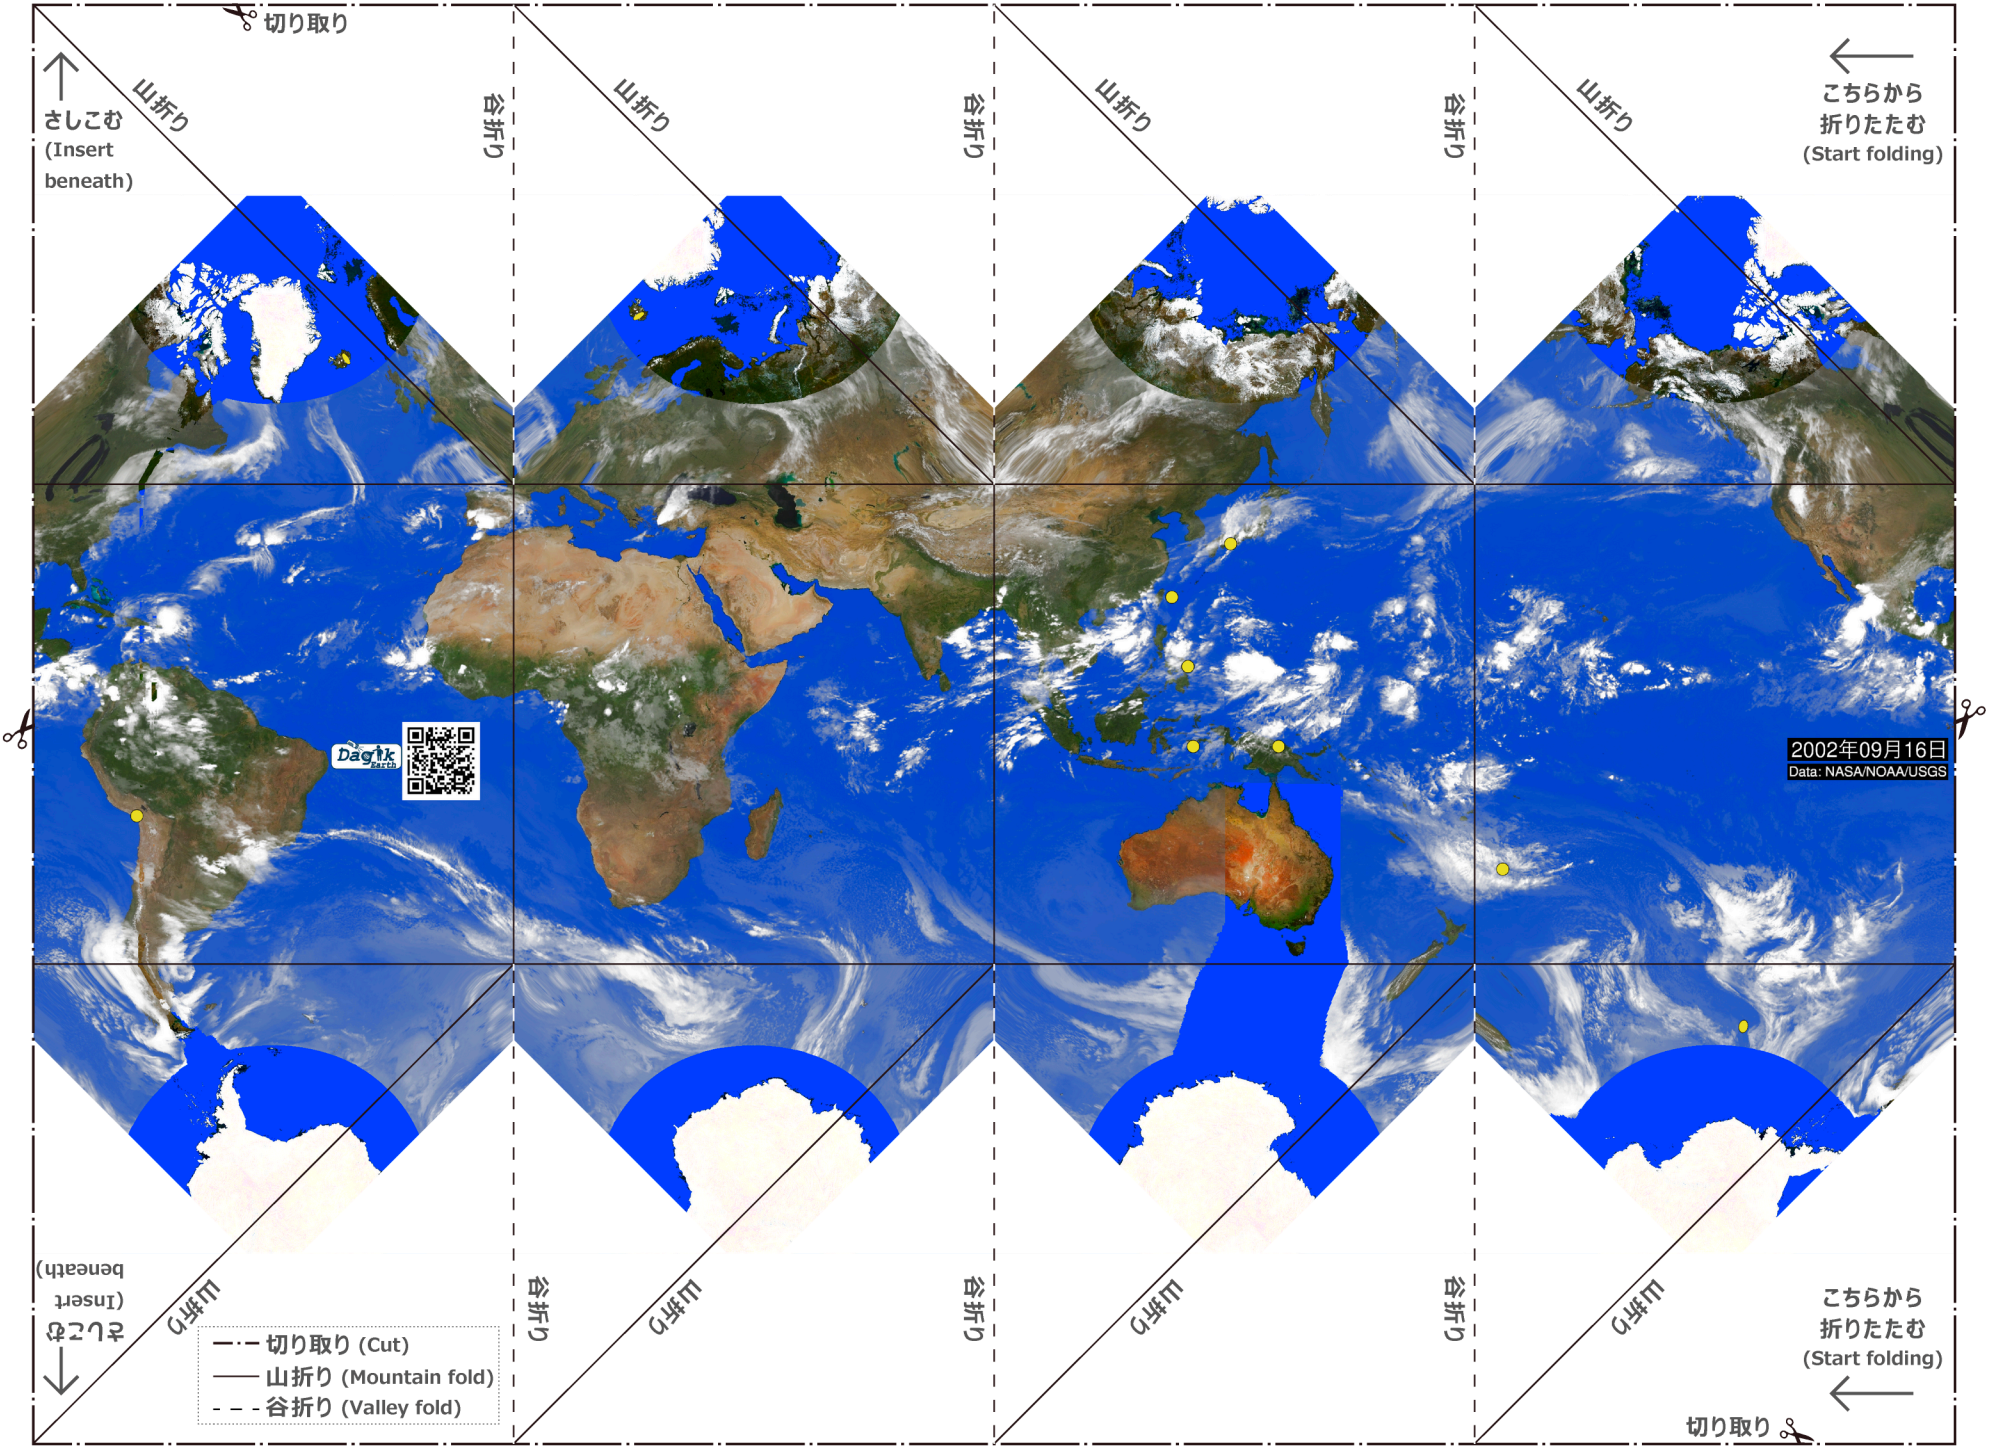 切り取り
さしこむ
(Insert
beneath)
山折り
谷折り
山折り
谷折り
山折り
谷折り
山折り
こちらから
折りたたむ
(Start folding)
Dagik
Earth
2002年09月16日
Data: NASA/NOAA/USGS
さしこむ
(Insert
beneath)
山折り
谷折り
山折り
谷折り
山折り
谷折り
山折り
こちらから
折りたたむ
(Start folding)
切り取り (Cut)
山折り (Mountain fold)
谷折り (Valley fold)
切り取り